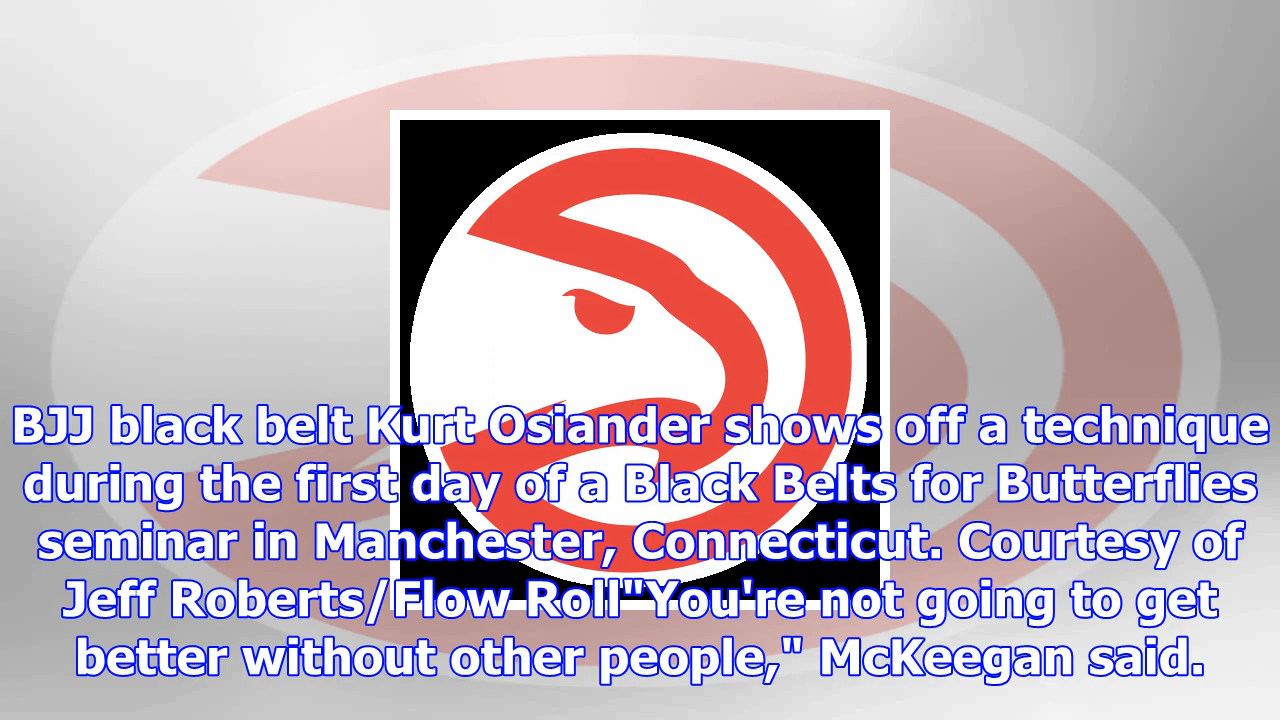 BJJ black belt Kurt Osiander shows off a technique
during the first day of a Black Belts for Butterflies
seminar in Manchester, Connecticut. Courtesy of
Jeff Roberts/Flow Roll"You're not going to get
better without other people," McKeegan said.